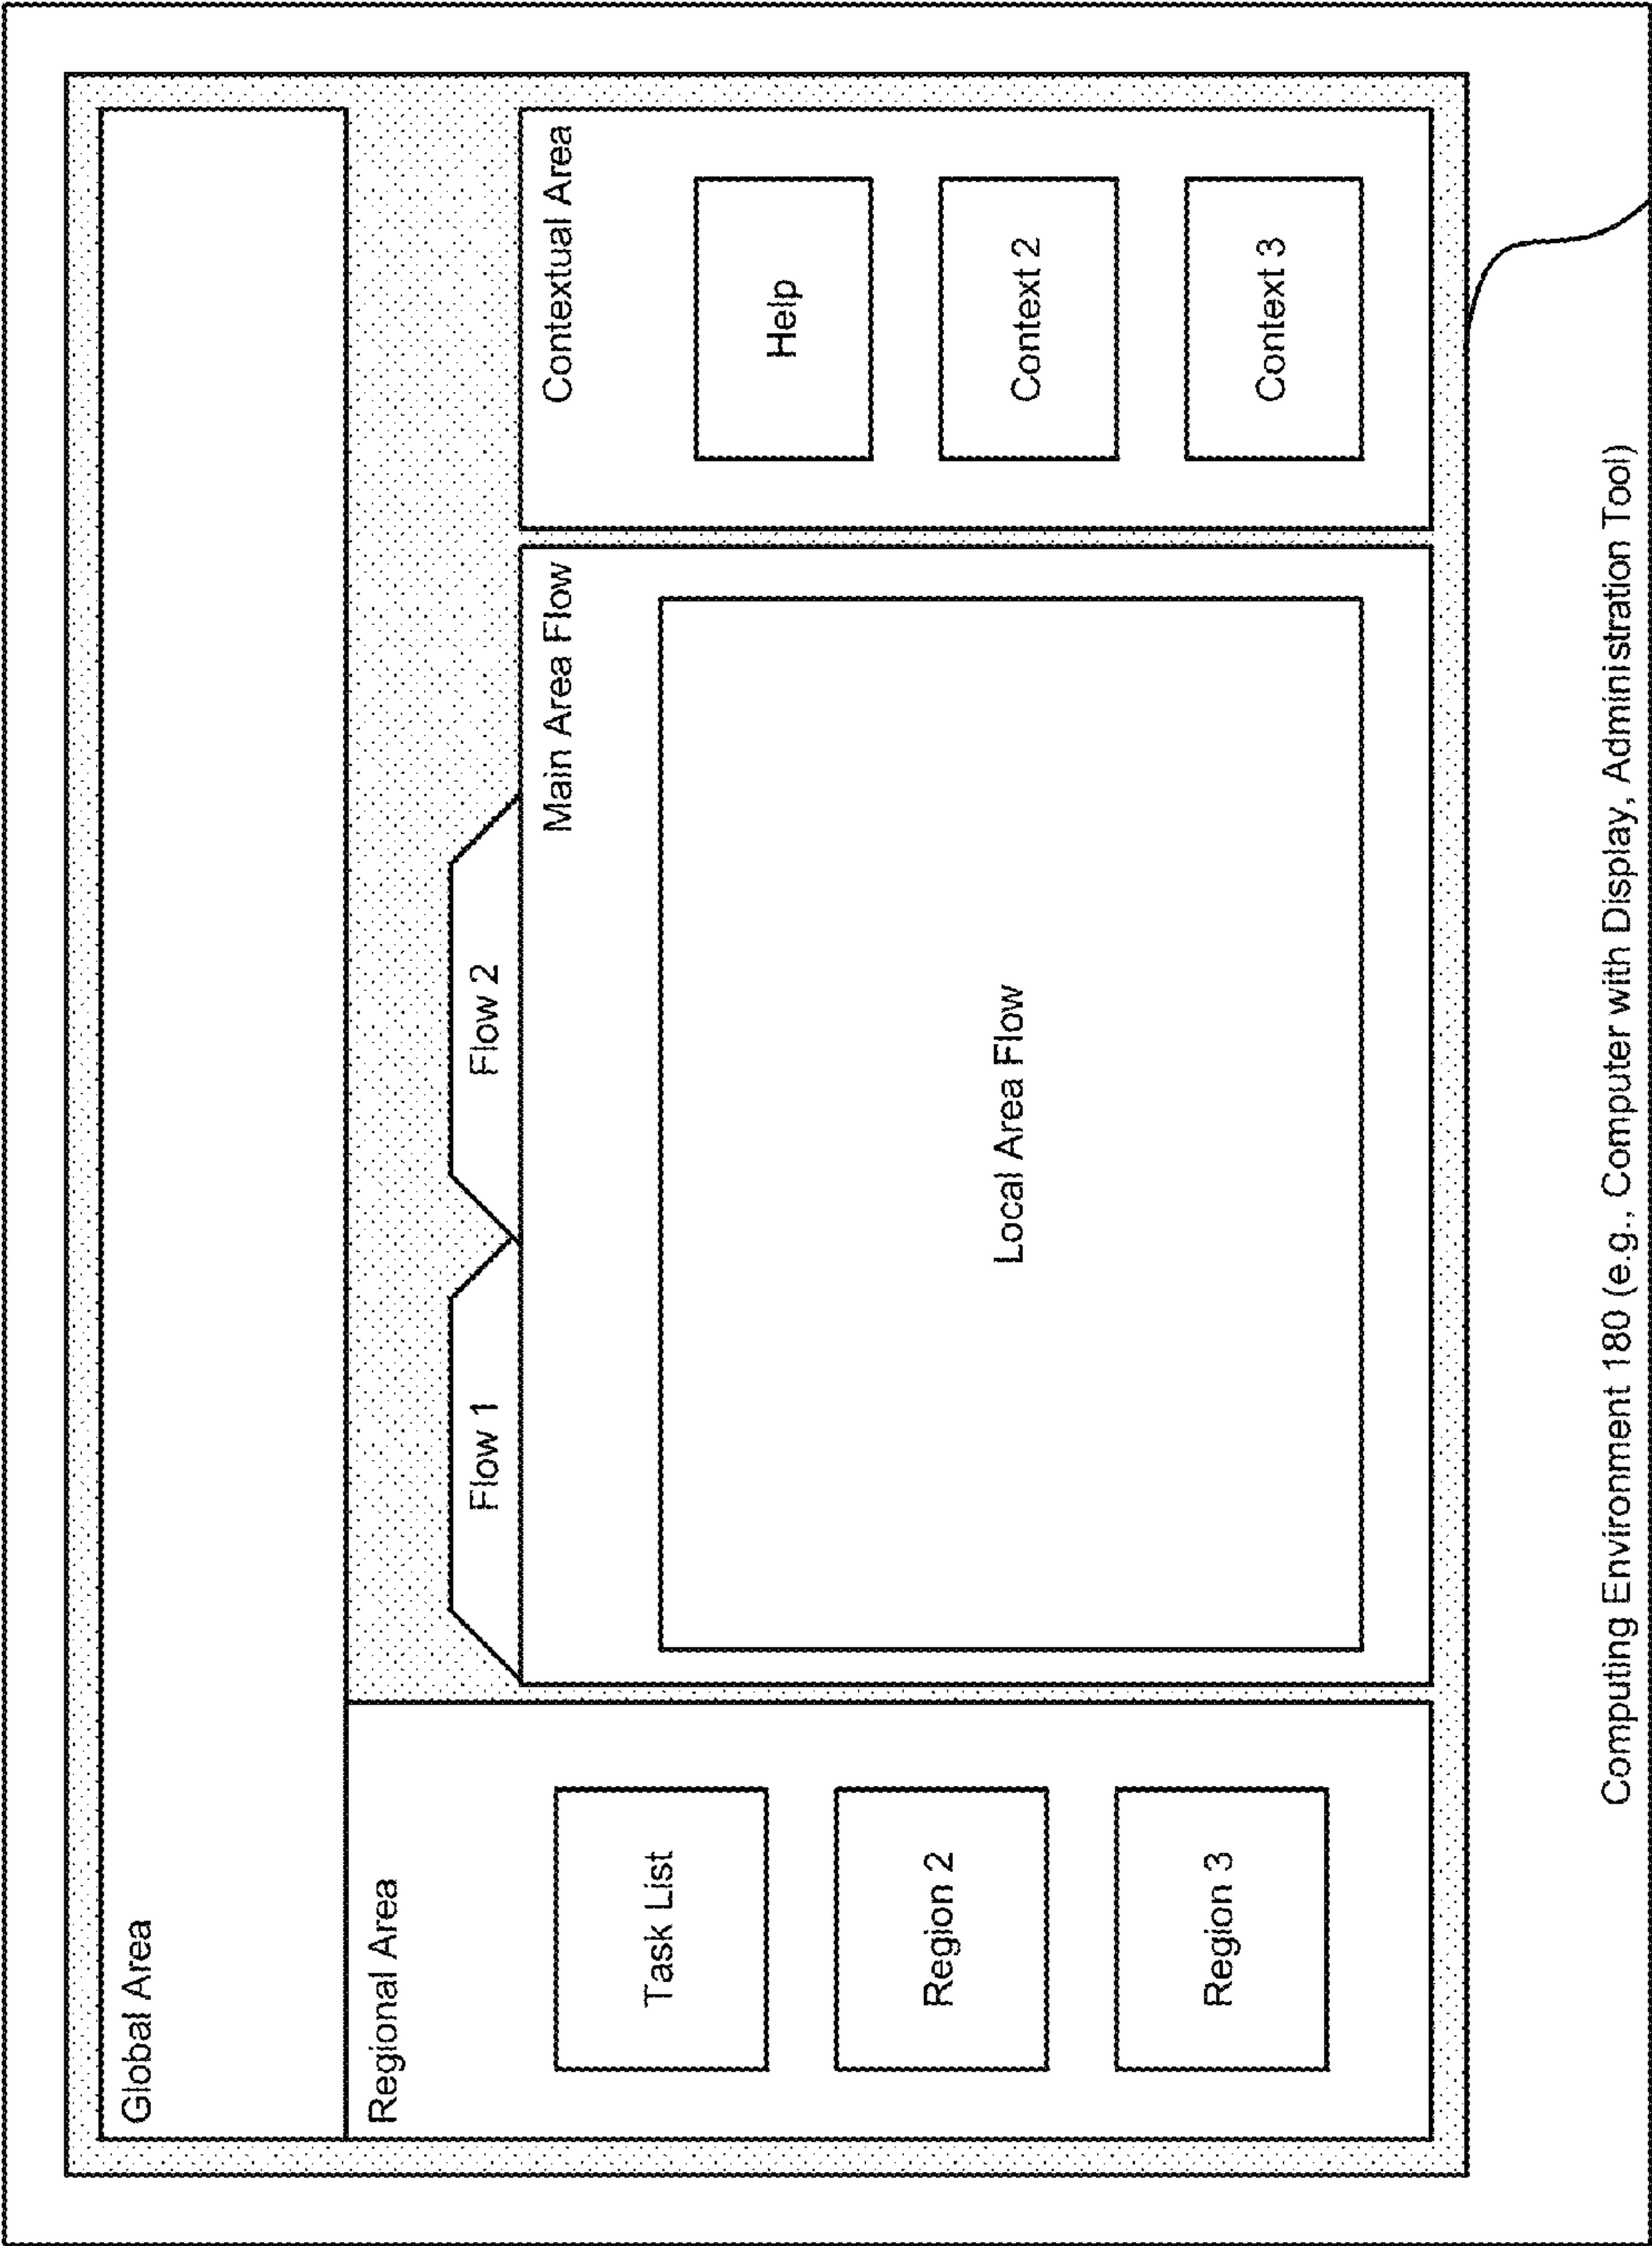 Global Area
Regional Area
Task List
Region 2
Region 3
Flow 1
Flow 2
Main Area Flow
Local Area Flow
Contextual Area
Help
Context 2
Context 3
Computing Environment 180 (e.g., Computer with Display, Administration Tool)